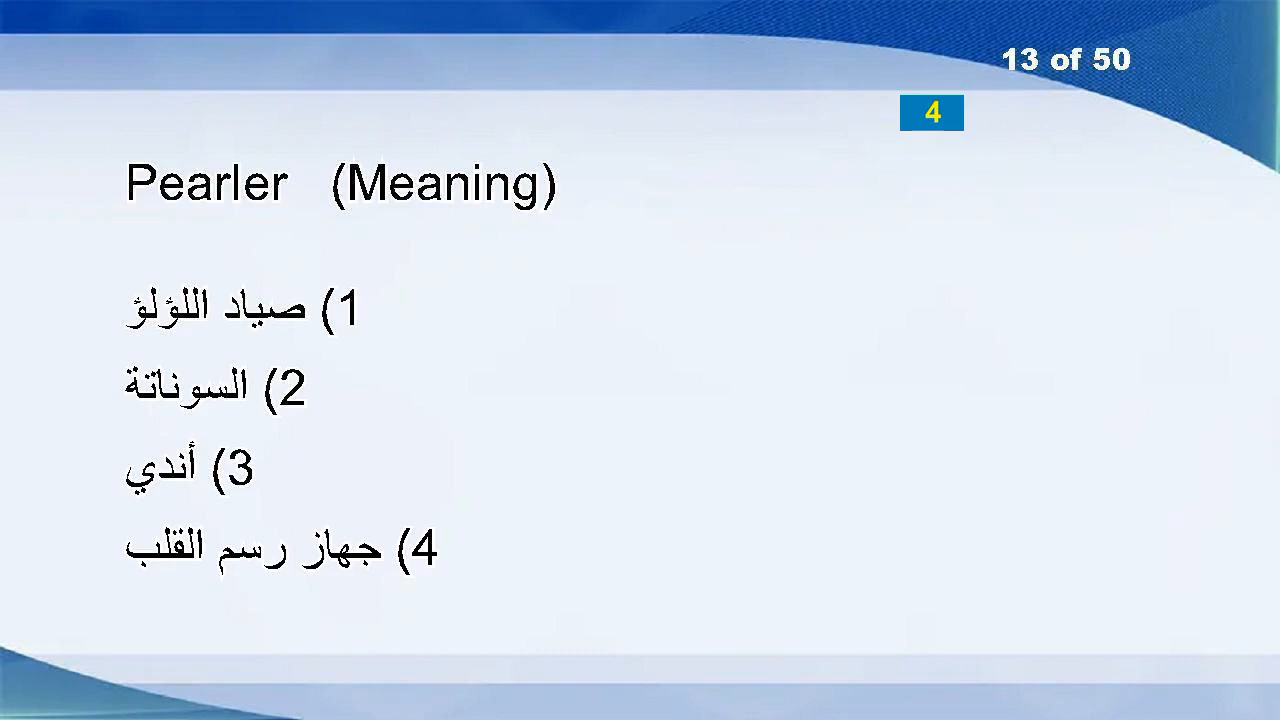 13 of 50
4
Pearler (Meaning)
1) صياد اللؤلؤ
2) السوناتة
3) أندي
4) جهاز رسم القلب